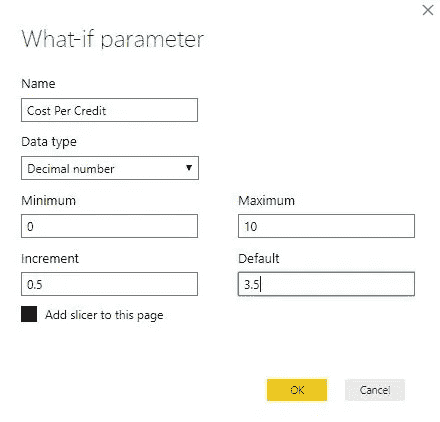 What-if parameter
Name
Cost Per Credit
Data type
Decimal number
Minimum Maximum
0 10
Increment Default
0.5 3.5
Add slicer to this page
OK Cancel